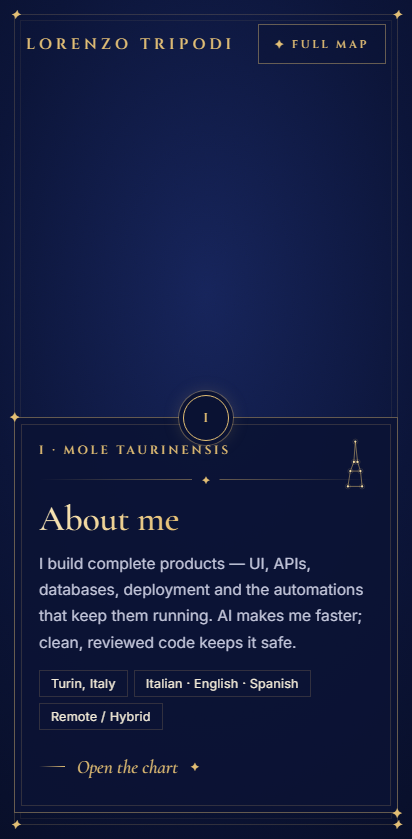 LORENZO TRIPODI
✦ FULL MAP
I
I · MOLE TAURINENSIS
About me
I build complete products — UI, APIs,
databases, deployment and the automations
that keep them running. AI makes me faster;
clean, reviewed code keeps it safe.
Turin, Italy
Italian · English · Spanish
Remote / Hybrid
Open the chart ✦